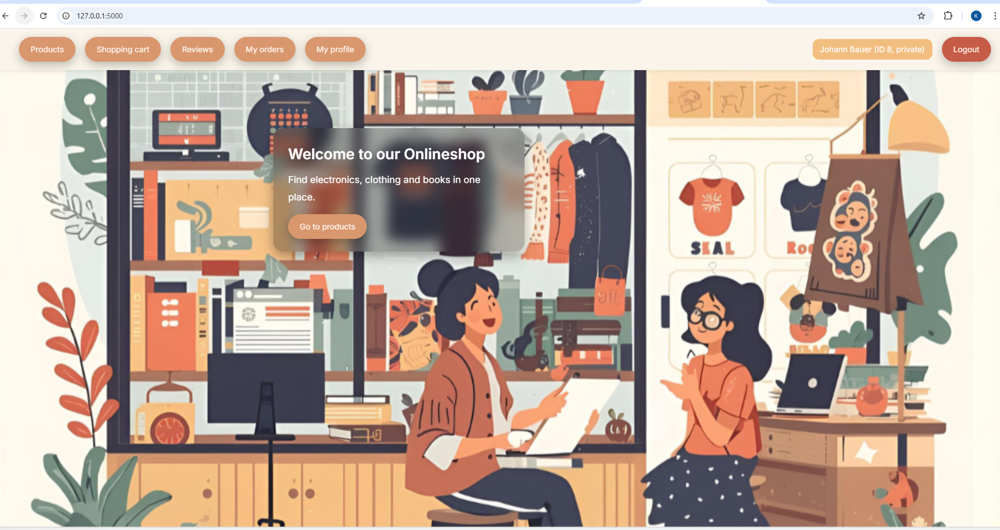 127.0.0.1:5000
K
Products
Shopping cart
Reviews
My orders
My profile
Johann Bauer (ID 8, private)
Logout
Welcome to our Onlineshop
Find electronics, clothing and books in one
place.
Go to products
SEAL